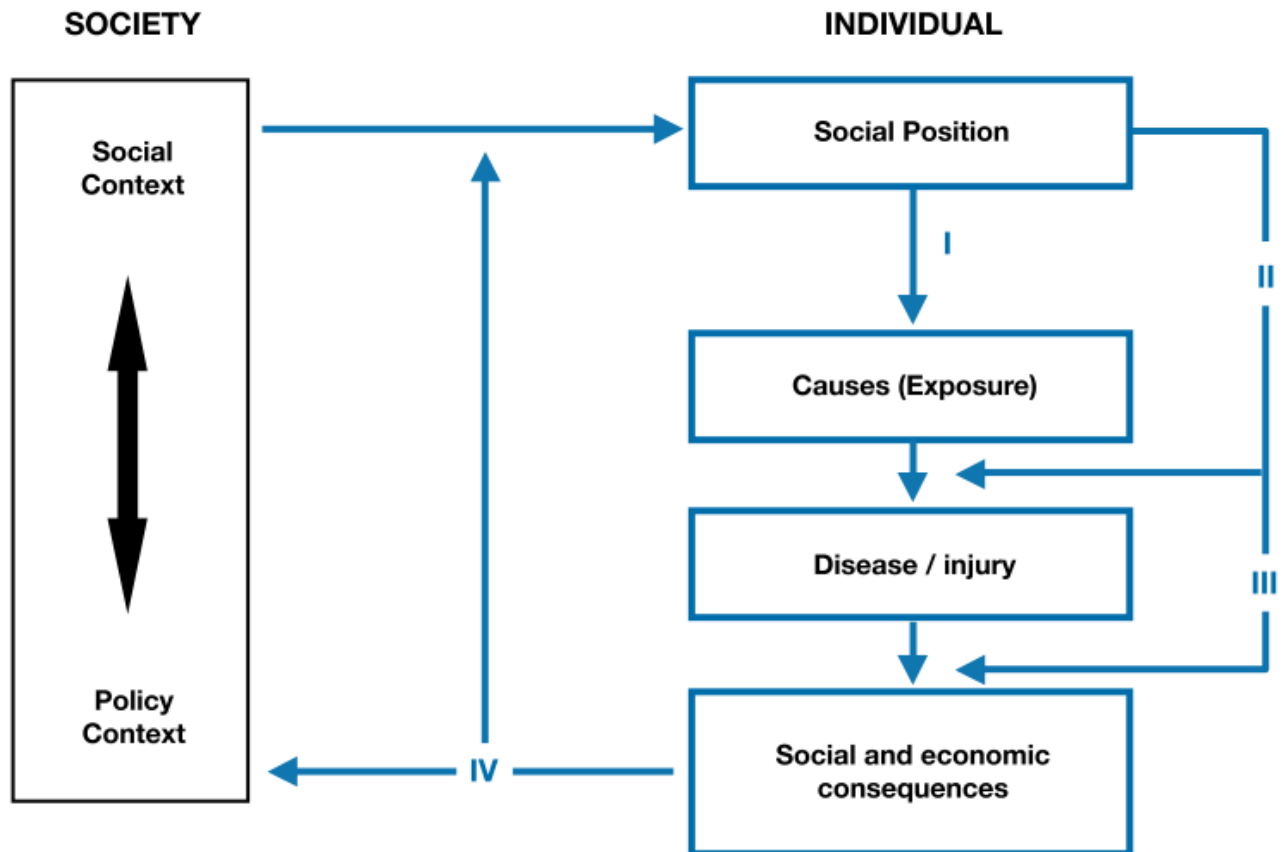 SOCIETY
INDIVIDUAL
Social
Context
Social Position
I
II
Causes (Exposure)
Disease / injury
III
Policy
Context
IV
Social and economic
consequences